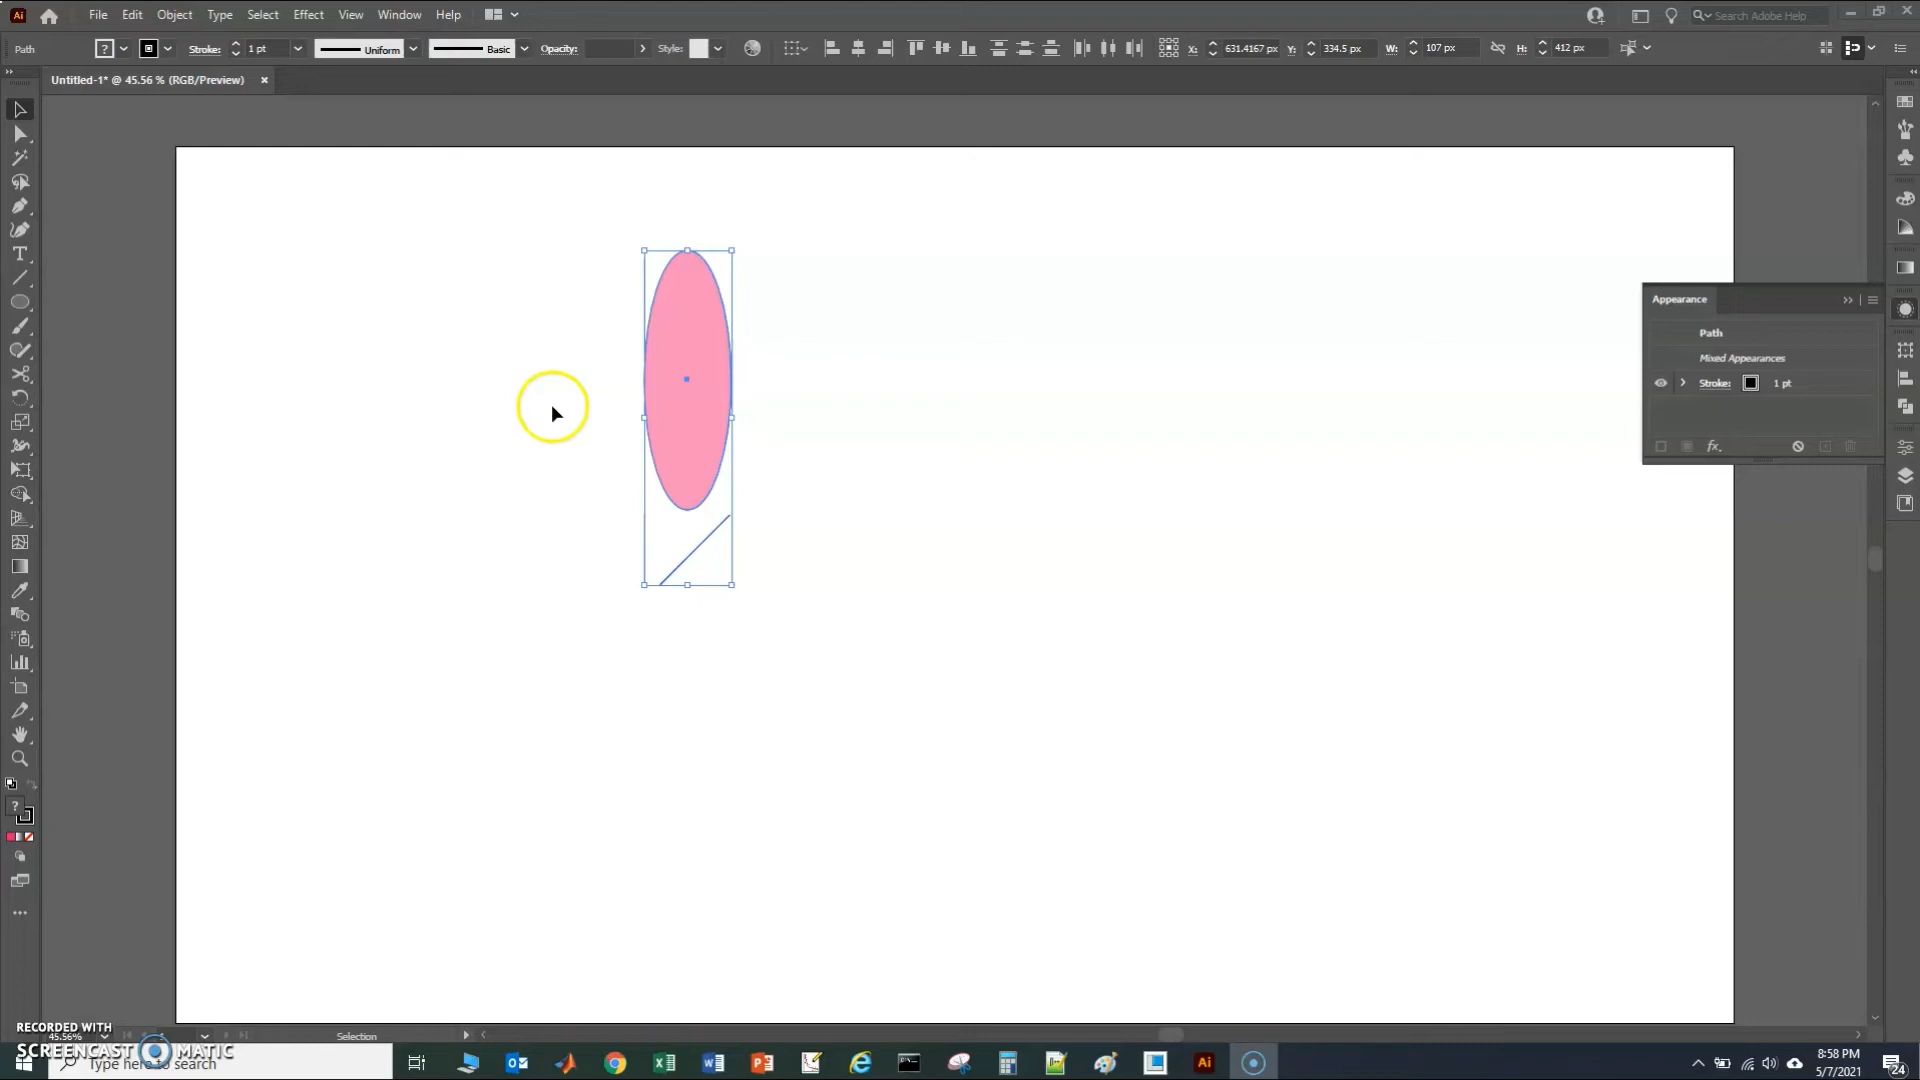 Ai File Edit Object Type Select Effect View Window Help Search Adobe Help
Path ? Stroke: 1 pt Uniform Basic Opacity: Style: X: 631.4167 px Y: 334.5 px W: 107 px H: 412 px
Untitled-1* @ 45.56 % (RGB/Preview) ×
Appearance
Path
Mixed Appearances
Stroke: 1 pt
fx
?
RECORDED WITH
45.56% Selection
SCREENCAST MATIC
Type here to search
Ai
8:58 PM
5/7/2021
24